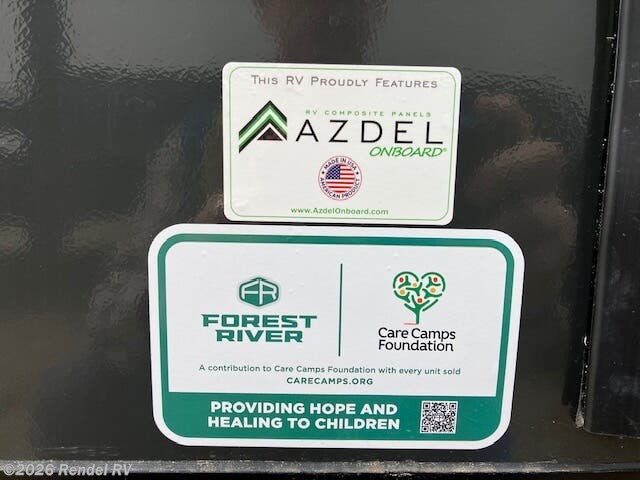 This RV Proudly Features
RV COMPOSITE PANELS
AZDEL
ONBOARD®
MADE IN USA
AMERICAN PRODUCT
www.AzdelOnboard.com
FR
FOREST
RIVER
Care Camps
Foundation
A contribution to Care Camps Foundation with every unit sold
CARECAMPS.ORG
PROVIDING HOPE AND
HEALING TO CHILDREN
©2026 Rendel RV